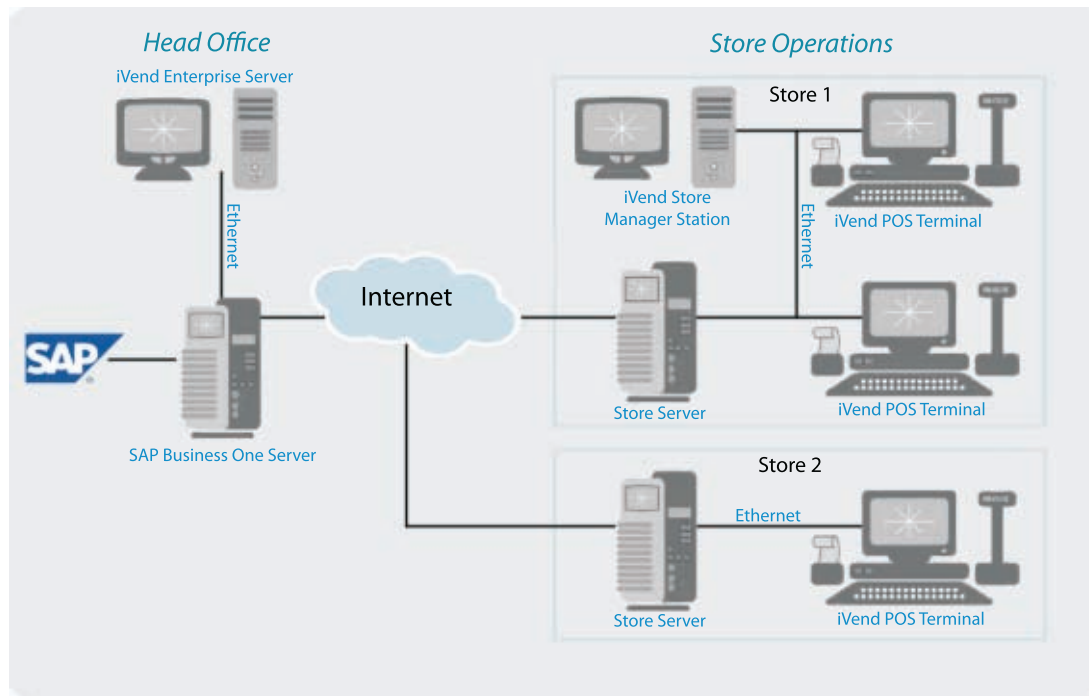 Head Office
iVend Enterprise Server
Ethernet
SAP
SAP Business One Server
Internet
Store Operations
Store 1
iVend Store
Manager Station
Ethernet
iVend POS Terminal
Store Server
iVend POS Terminal
Store 2
Ethernet
Store Server
iVend POS Terminal